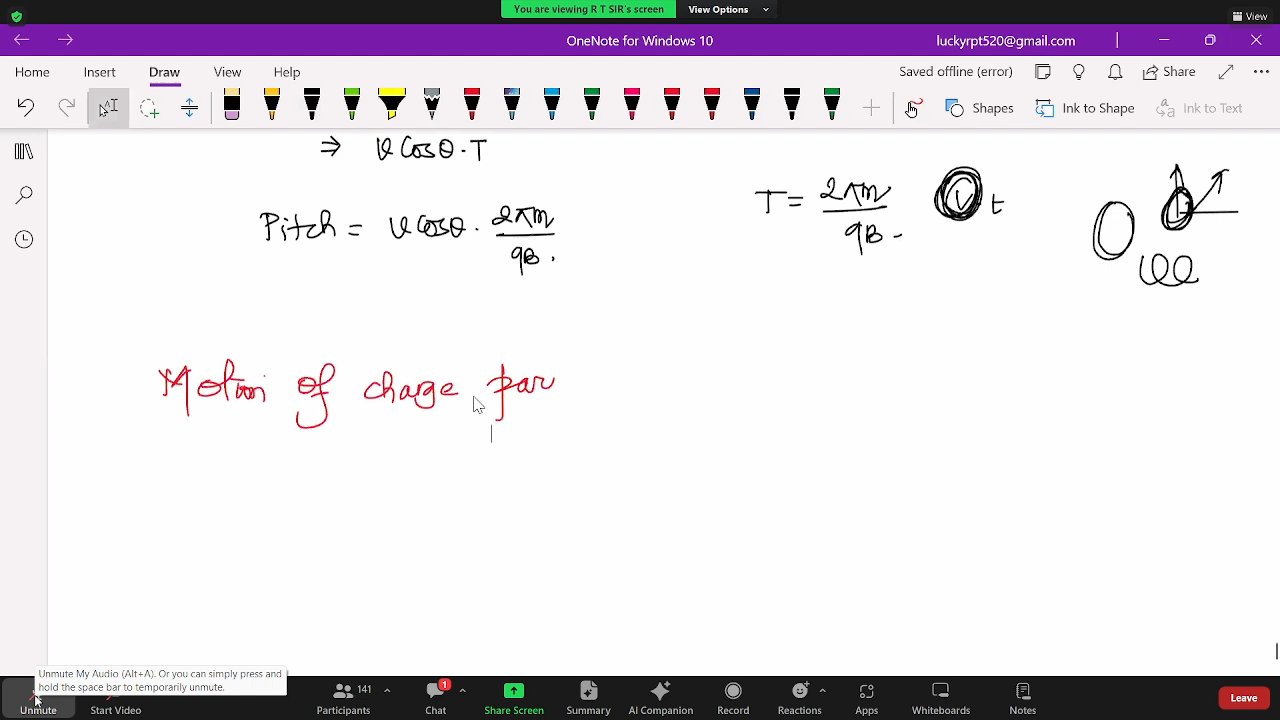 You are viewing R T SIR's screen View Options
View
OneNote for Windows 10 luckyrpt520@gmail.com
Home Insert Draw View Help Saved offline (error) Share
Shapes Ink to Shape Ink to Text
⇒ v Cosθ · T
Pitch = v cosθ · 2πm / qB .
T = 2πm / qB .
t
Motion of charge par
Unmute My Audio (Alt+A). Or you can simply press and
hold the space bar to temporarily unmute.
Unmute Start Video Participants 141 Chat 1 Share Screen Summary AI Companion Record Reactions Apps Whiteboards Notes Leave